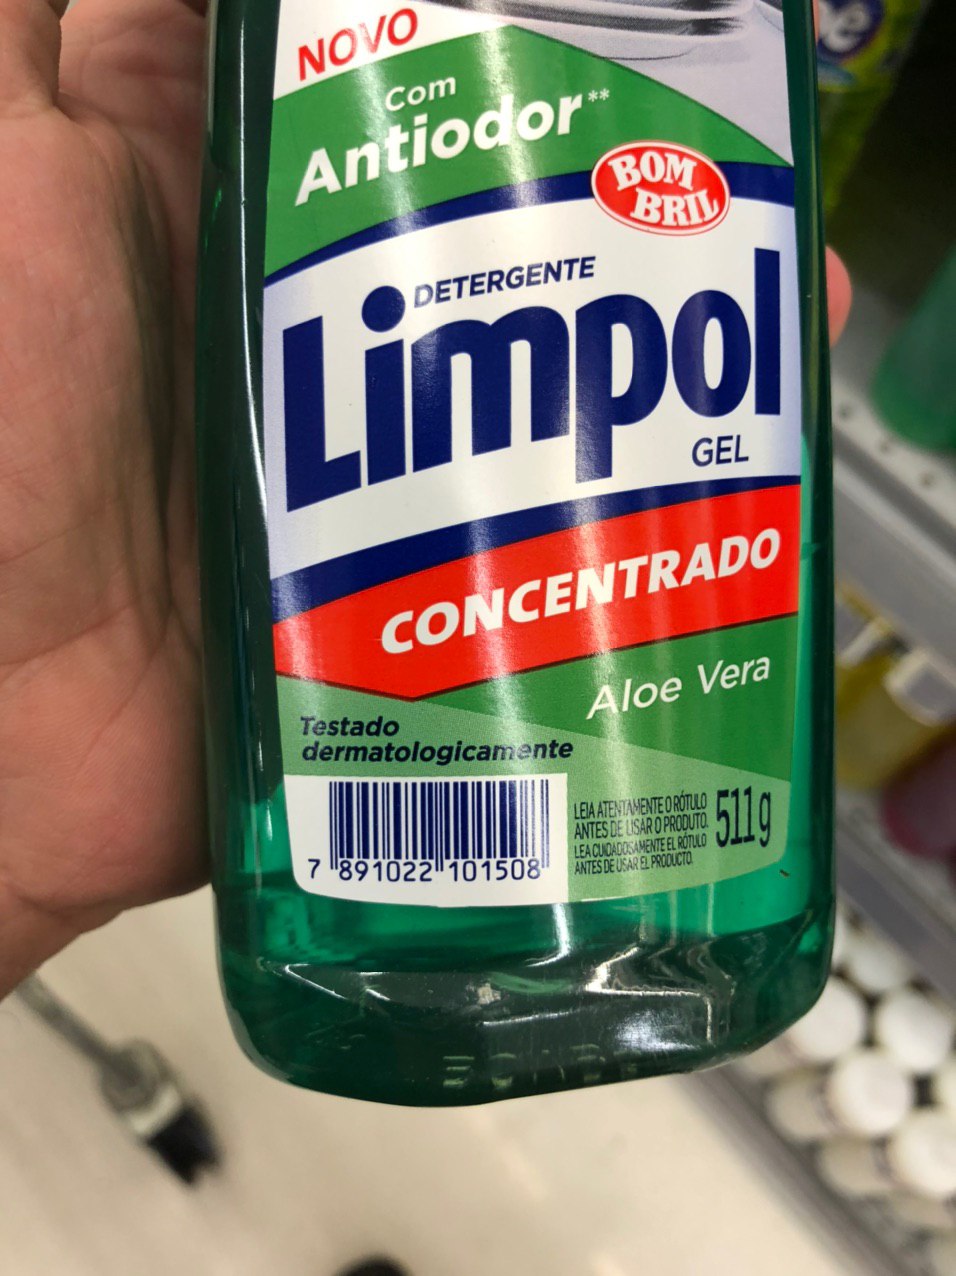 NOVO
Com
Antiodor**
BOM
BRIL
DETERGENTE
Limpol
GEL
CONCENTRADO
Aloe Vera
Testado
dermatologicamente
7 891022 101508
LEIA ATENTAMENTE O RÓTULO
ANTES DE USAR O PRODUTO.
LEA CUIDADOSAMENTE EL RÓTULO
ANTES DE USAR EL PRODUCTO.
511g